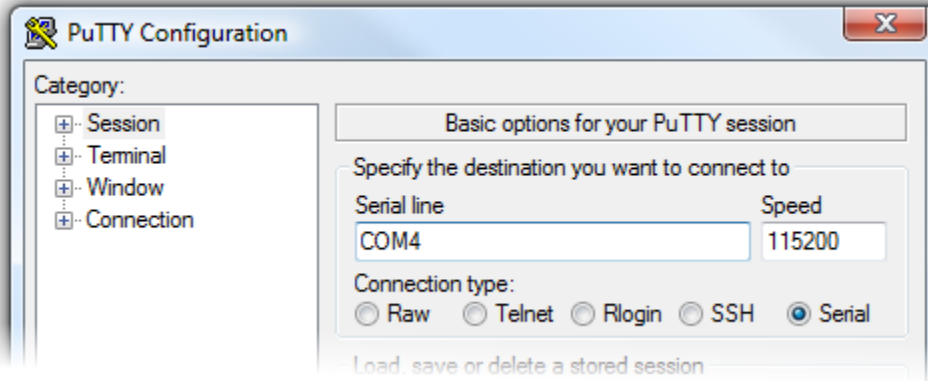 PuTTY Configuration
Category:
Session
Terminal
Window
Connection
Basic options for your PuTTY session
Specify the destination you want to connect to
Serial line Speed
COM4 115200
Connection type:
Raw Telnet Rlogin SSH Serial
Load, save or delete a stored session